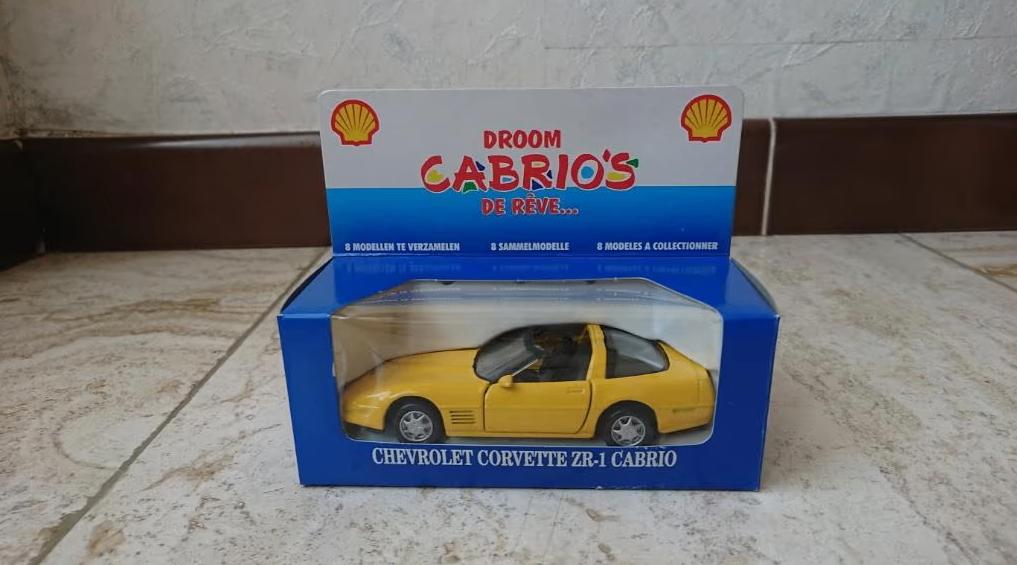 DROOM
CABRIO'S
DE RÊVE...
8 MODELLEN TE VERZAMELEN 8 SAMMELMODELLE 8 MODELES A COLLECTIONNER
CHEVROLET CORVETTE ZR-1 CABRIO